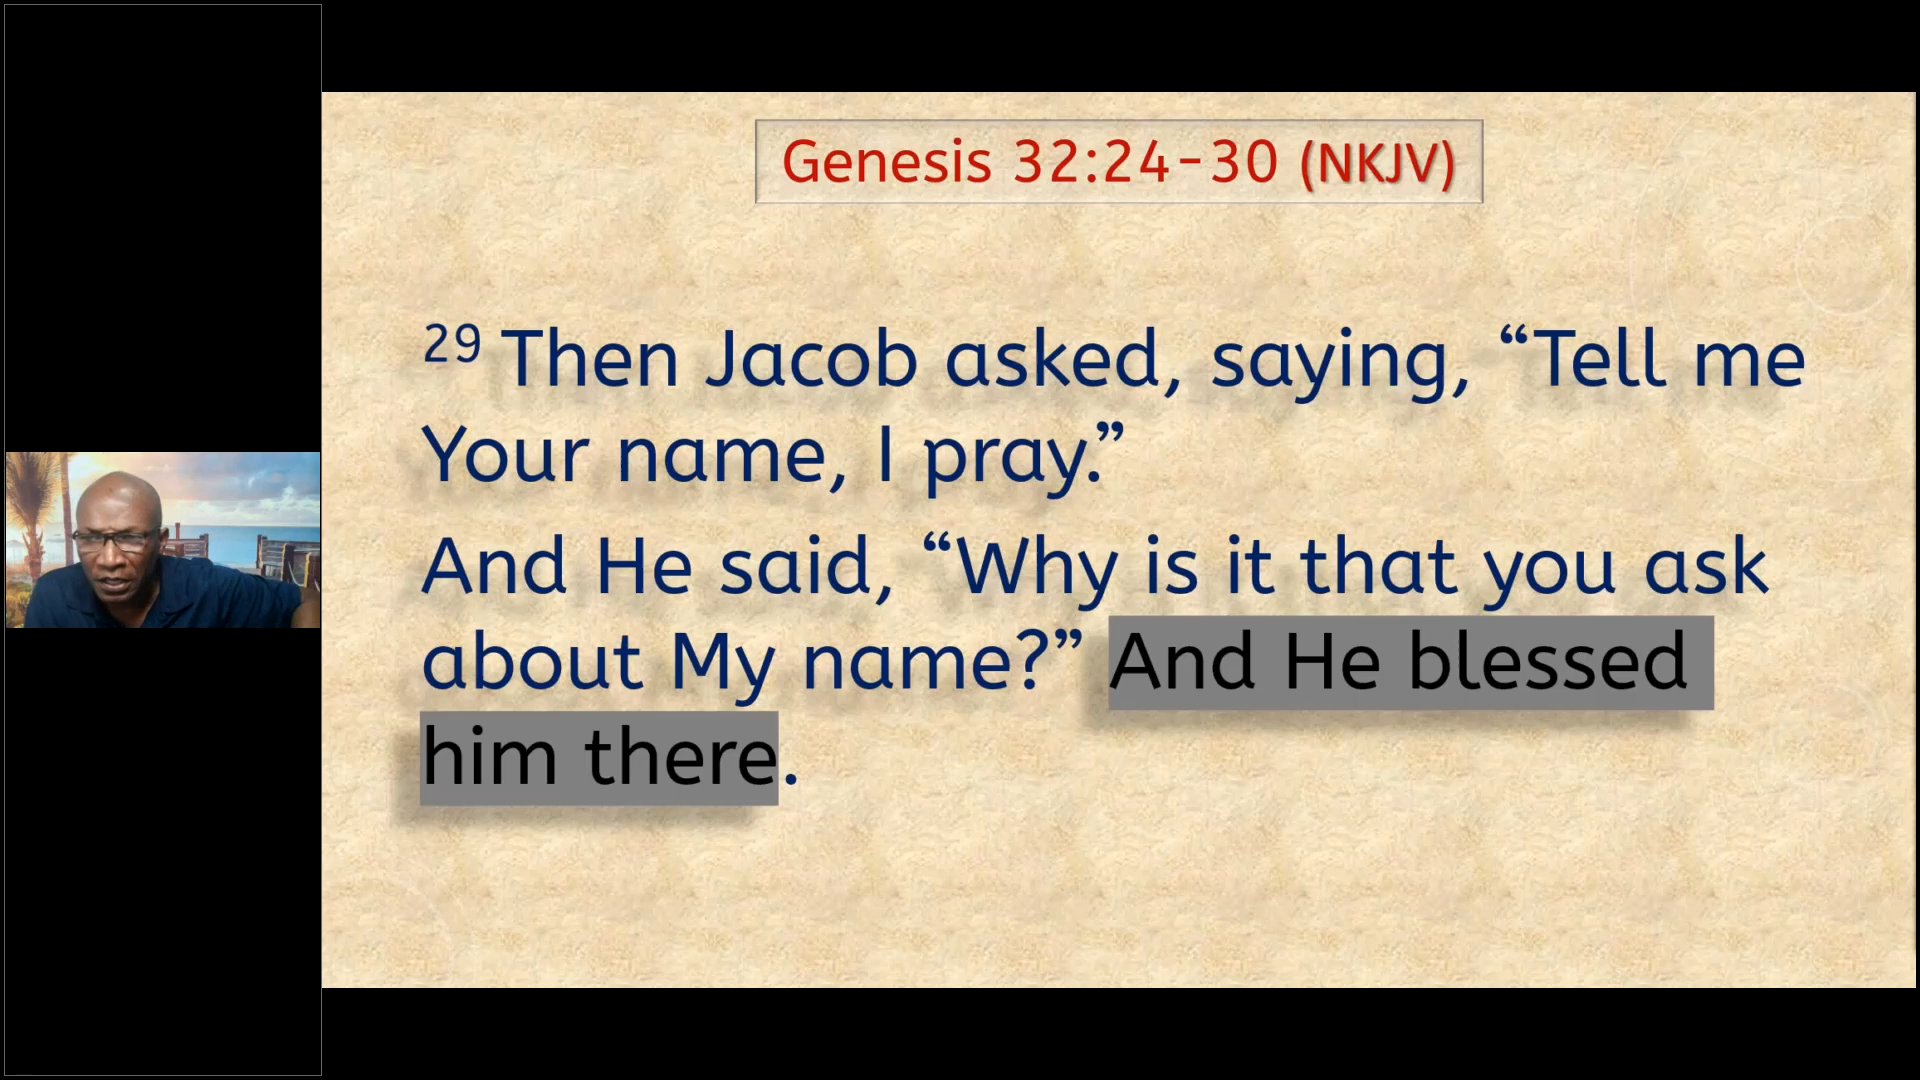 Genesis 32:24-30 (NKJV)
29 Then Jacob asked, saying, “Tell me
Your name, I pray.”
And He said, “Why is it that you ask
about My name?” And He blessed
him there.